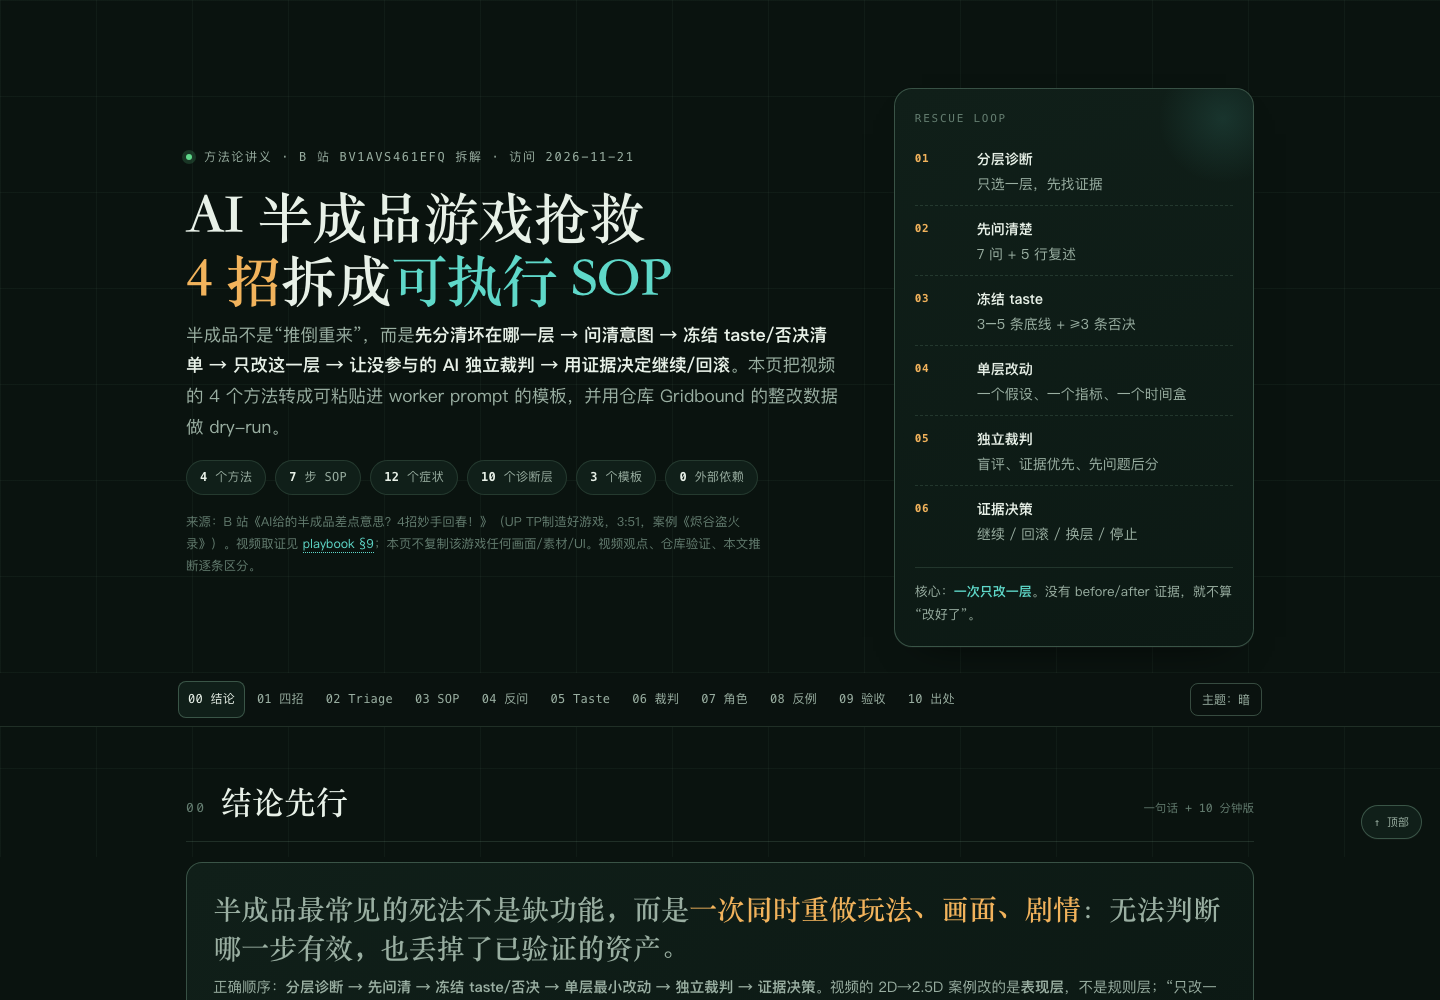 方法论讲义 · B 站 BV1AVS461EFQ 拆解 · 访问 2026-11-21
AI 半成品游戏抢救
4 招拆成可执行 SOP
半成品不是“推倒重来”，而是先分清坏在哪一层 → 问清意图 → 冻结 taste/否决清
单 → 只改这一层 → 让没参与的 AI 独立裁判 → 用证据决定继续/回滚。本页把视频
的 4 个方法转成可粘贴进 worker prompt 的模板，并用仓库 Gridbound 的整改数据
做 dry-run。
4 个方法
7 步 SOP
12 个症状
10 个诊断层
3 个模板
0 外部依赖
来源：B 站《AI给的半成品差点意思？4招妙手回春！》（UP TP制造好游戏，3:51，案例《烬谷盗火
录》）。视频取证见 playbook §9；本页不复制该游戏任何画面/素材/UI。视频观点、仓库验证、本文推
断逐条区分。
RESCUE LOOP
01 分层诊断
只选一层，先找证据
02 先问清楚
7 问 + 5 行复述
03 冻结 taste
3—5 条底线 + ≥3 条否决
04 单层改动
一个假设、一个指标、一个时间盒
05 独立裁判
盲评、证据优先、先问题后分
06 证据决策
继续 / 回滚 / 换层 / 停止
核心：一次只改一层。没有 before/after 证据，就不算
“改好了”。
00 结论 01 四招 02 Triage 03 SOP 04 反问 05 Taste 06 裁判 07 角色 08 反例 09 验收 10 出处 主题：暗
00 结论先行 一句话 + 10 分钟版
↑ 顶部
半成品最常见的死法不是缺功能，而是一次同时重做玩法、画面、剧情：无法判断
哪一步有效，也丢掉了已验证的资产。
正确顺序：分层诊断 → 先问清 → 冻结 taste/否决 → 单层最小改动 → 独立裁判 → 证据决策。视频的 2D→2.5D 案例改的是表现层，不是规则层；“只改一